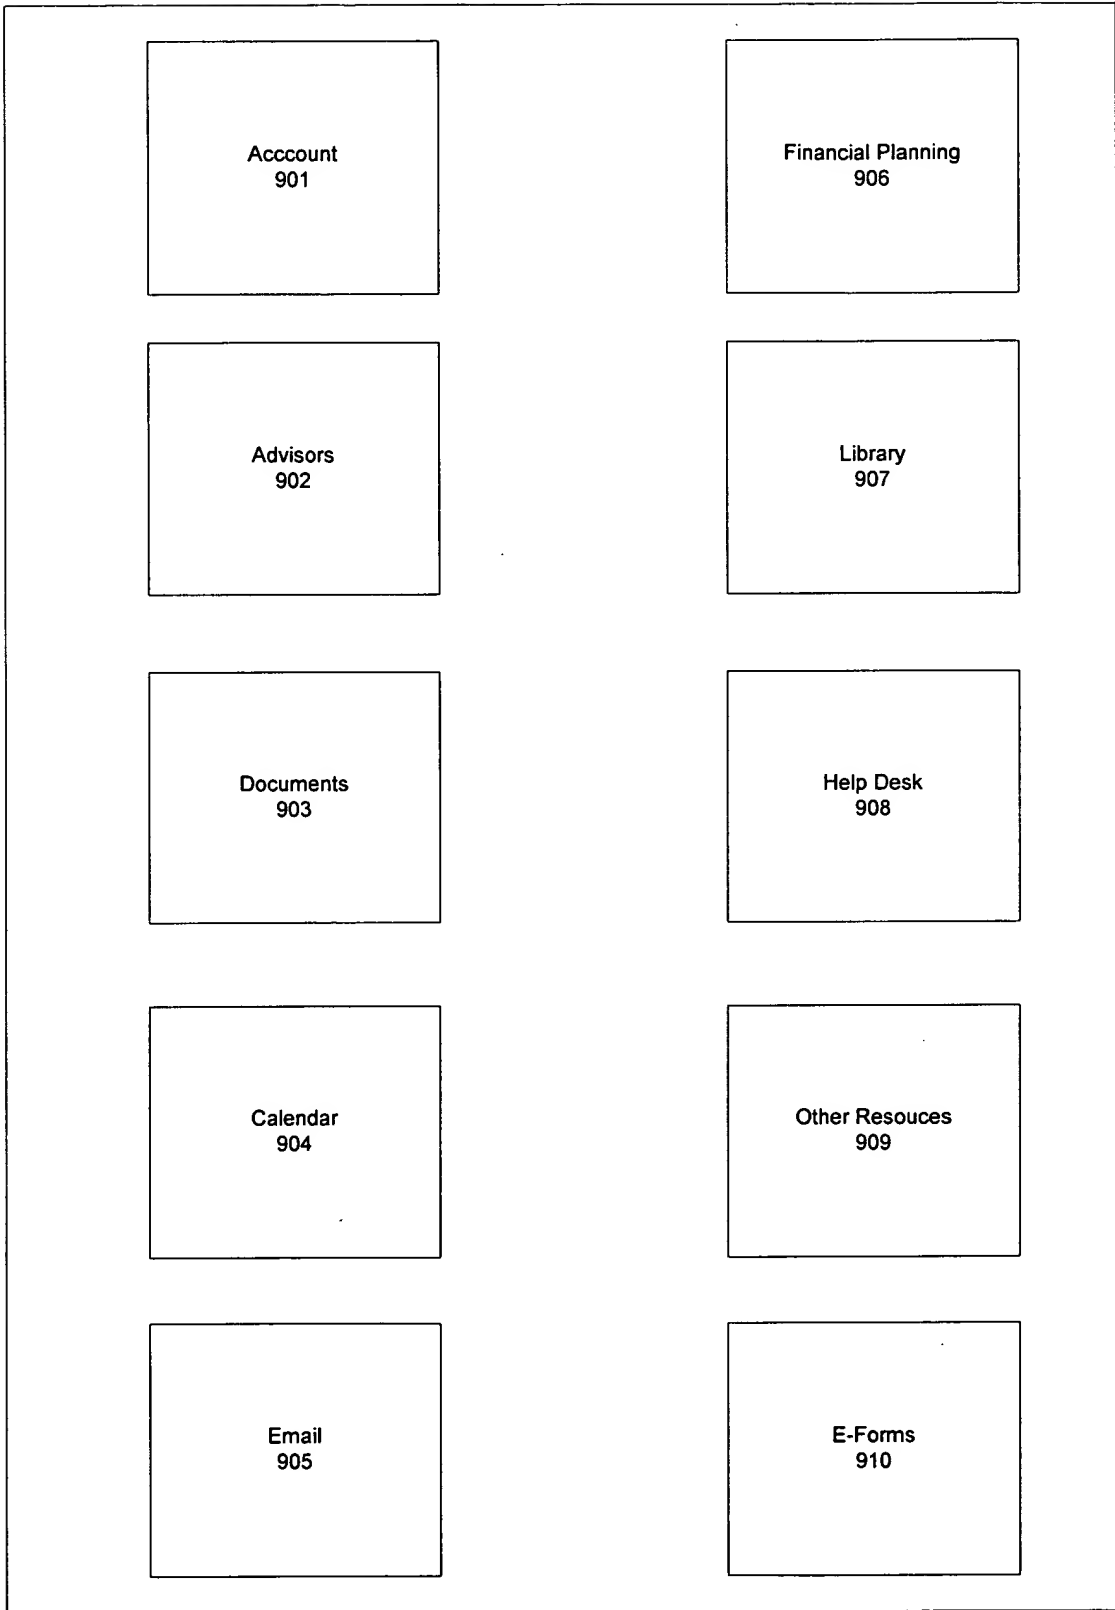 Acccount
901
Financial Planning
906
Advisors
902
Library
907
Documents
903
Help Desk
908
Calendar
904
Other Resouces
909
Email
905
E-Forms
910